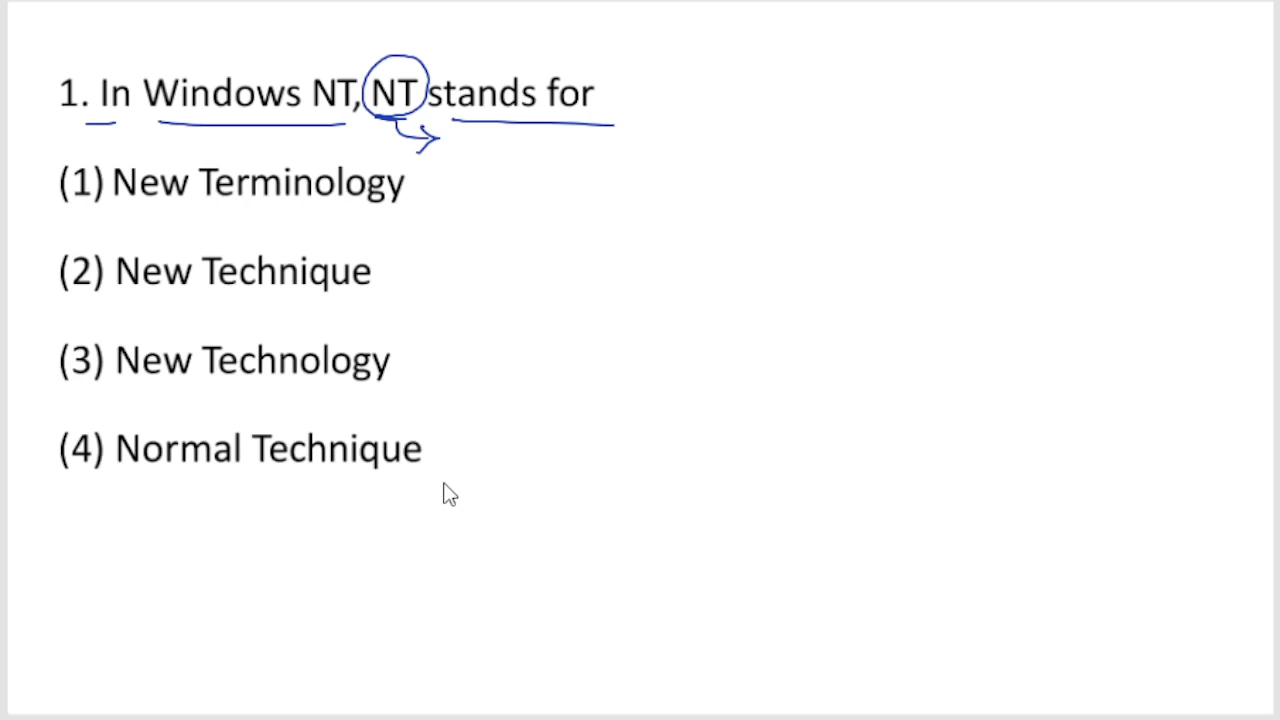 1. In Windows NT, NT stands for
(1) New Terminology
(2) New Technique
(3) New Technology
(4) Normal Technique